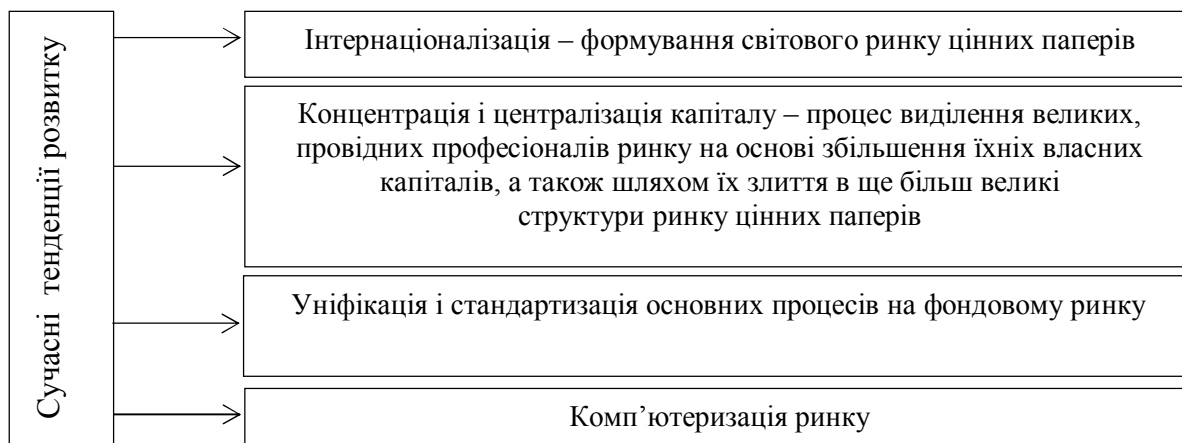 Сучасні тенденції розвитку
Інтернаціоналізація – формування світового ринку цінних паперів
Концентрація і централізація капіталу – процес виділення великих,
провідних професіоналів ринку на основі збільшення їхніх власних
капіталів, а також шляхом їх злиття в ще більш великі
структури ринку цінних паперів
Уніфікація і стандартизація основних процесів на фондовому ринку
Комп’ютеризація ринку